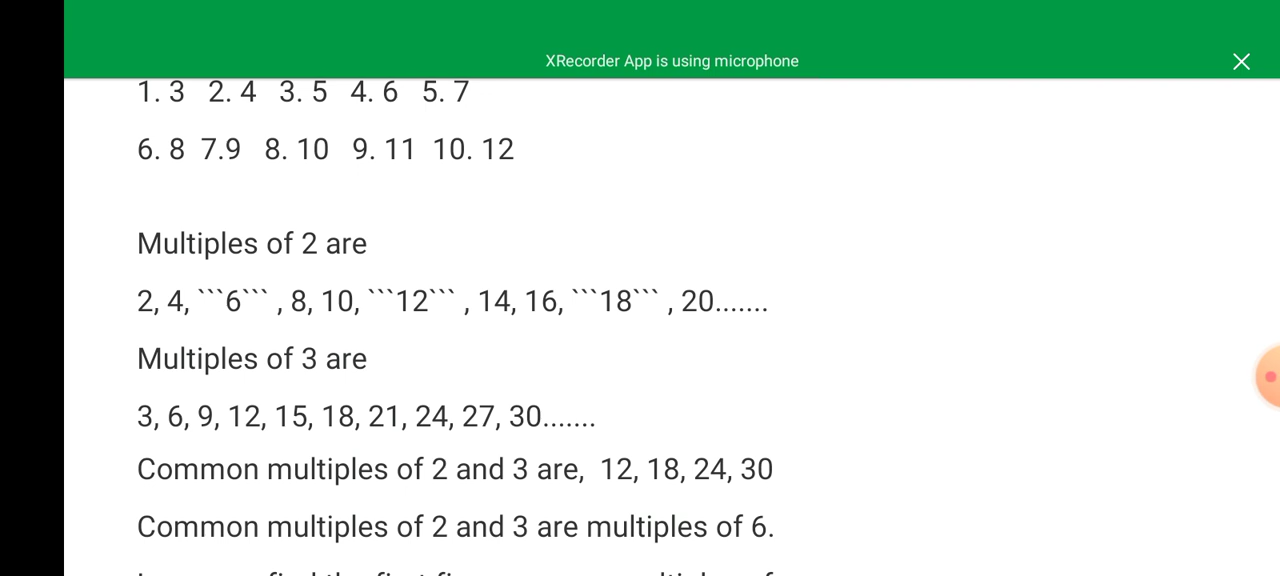 XRecorder App is using microphone
1. 3 2. 4 3. 5 4. 6 5. 7
6. 8 7.9 8. 10 9. 11 10. 12
Multiples of 2 are
2, 4, ```6``` , 8, 10, ```12``` , 14, 16, ```18``` , 20.......
Multiples of 3 are
3, 6, 9, 12, 15, 18, 21, 24, 27, 30.......
Common multiples of 2 and 3 are, 12, 18, 24, 30
Common multiples of 2 and 3 are multiples of 6.